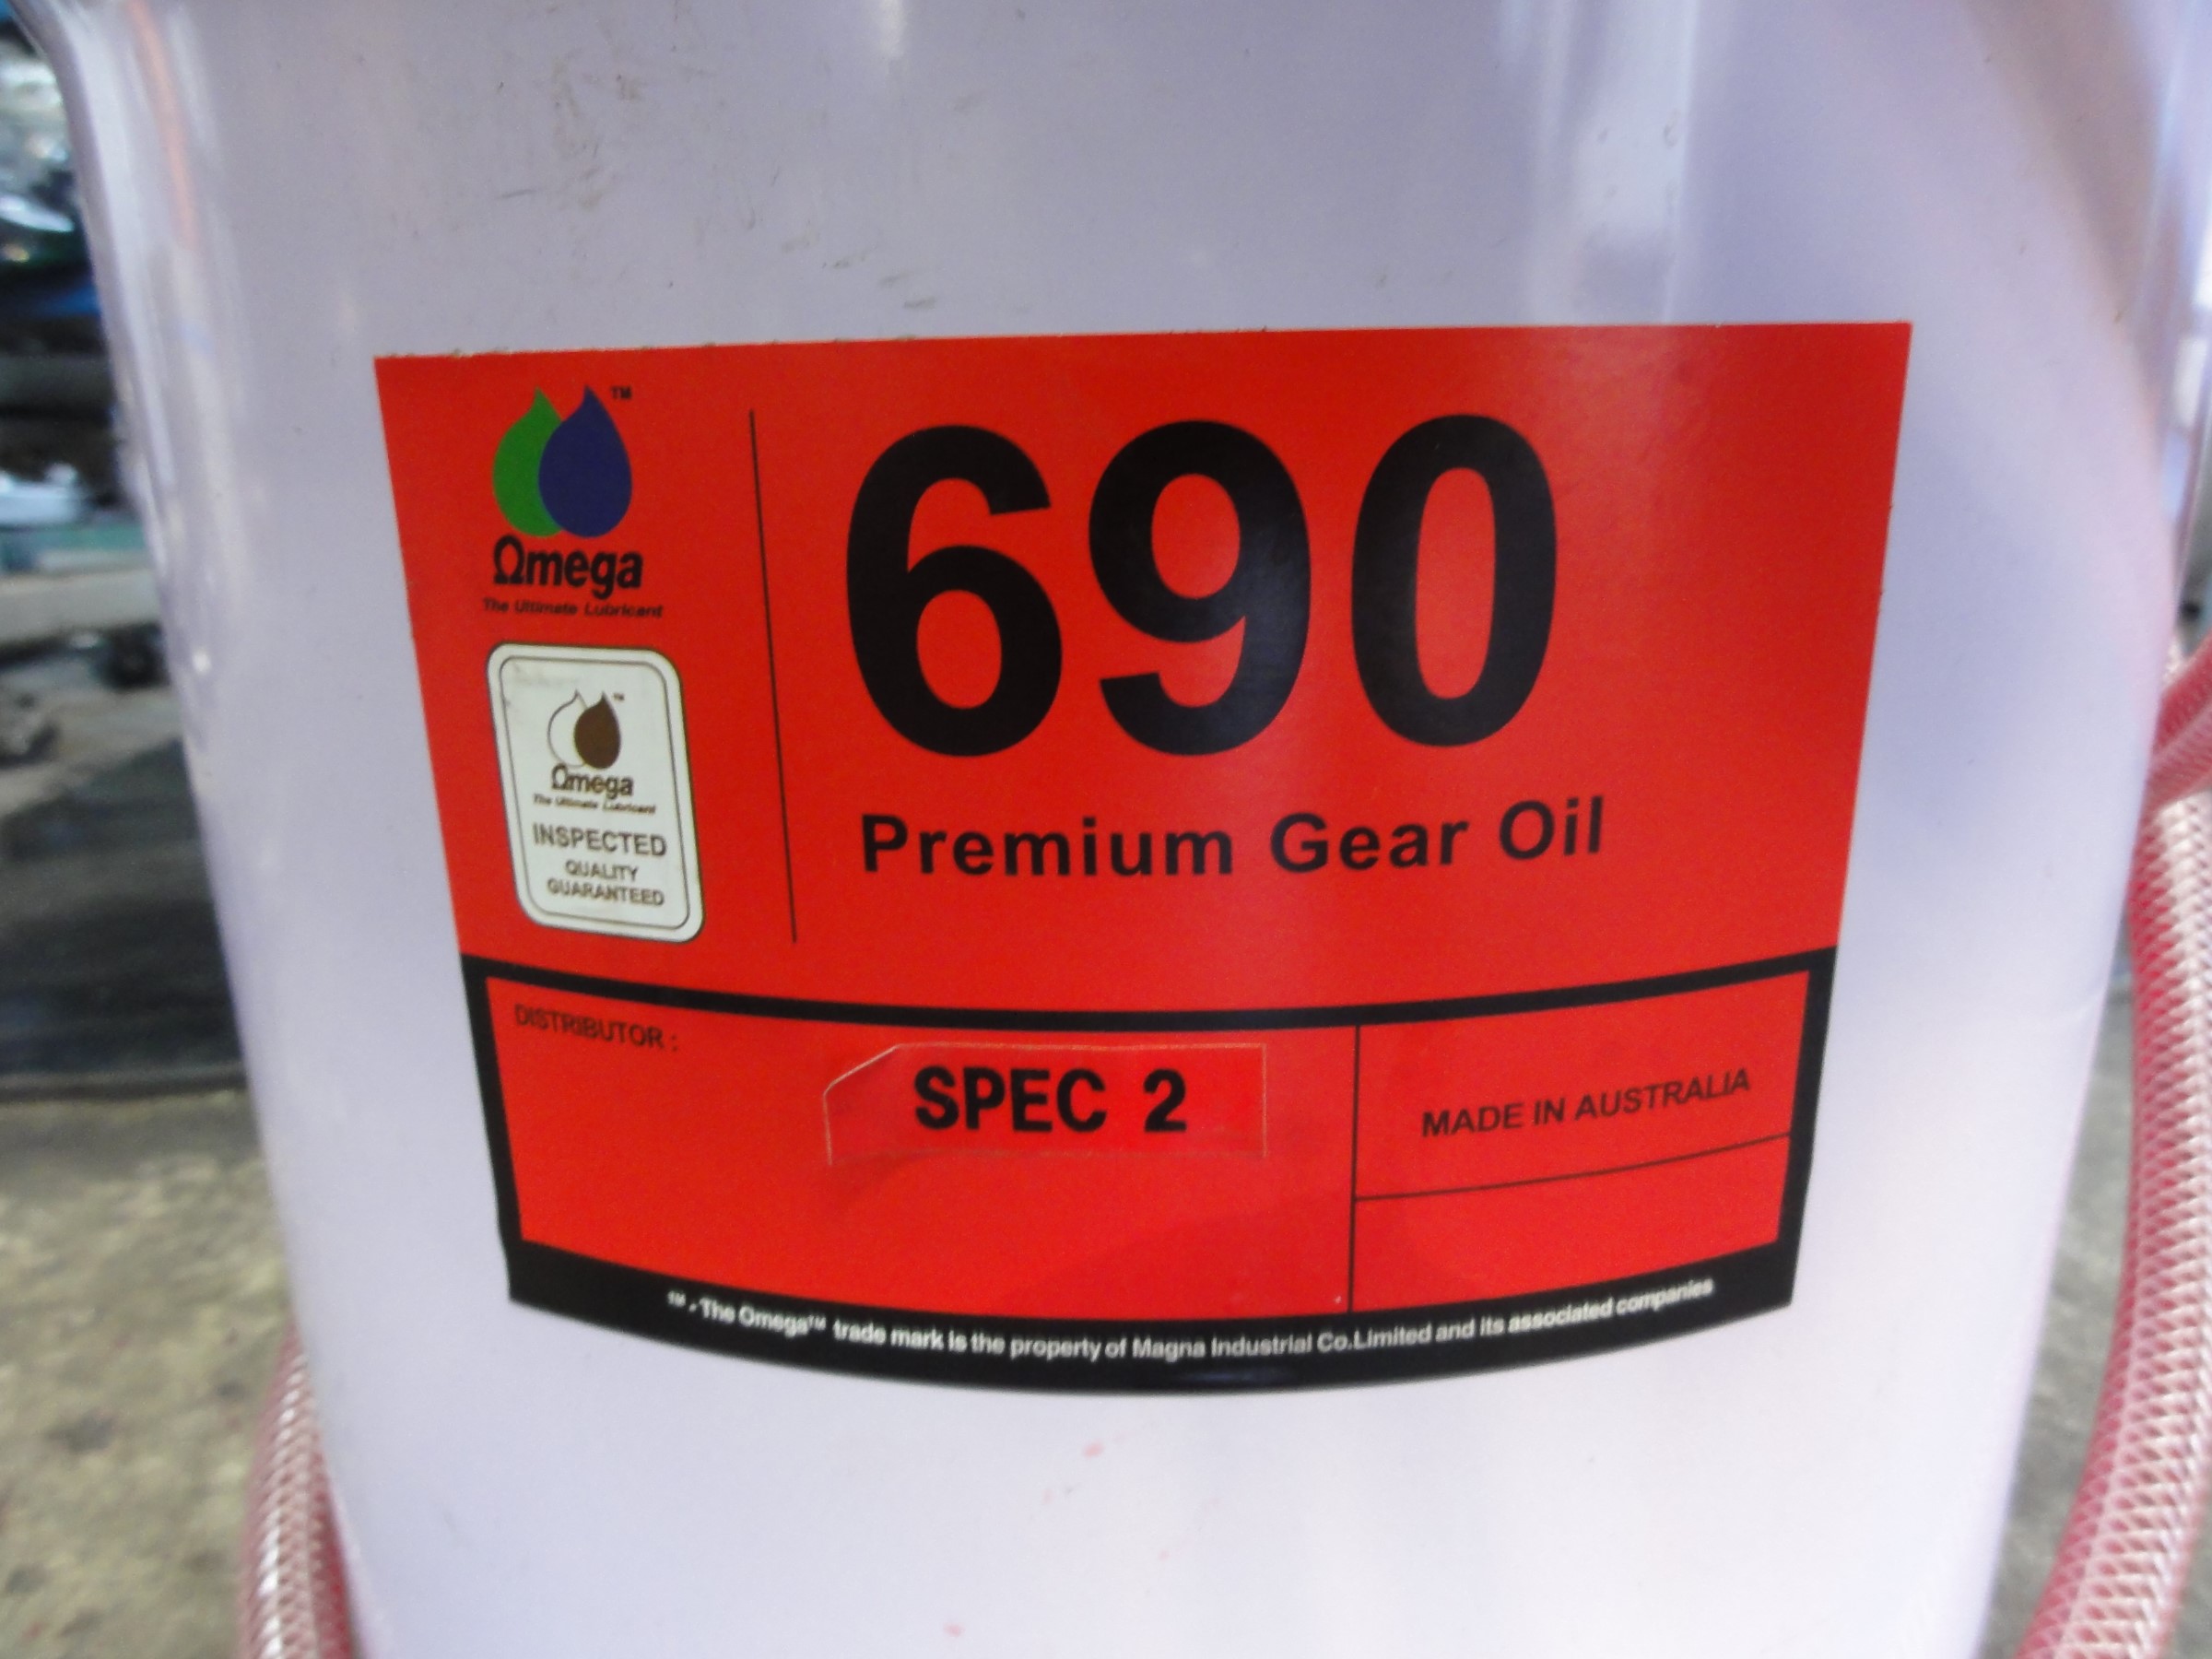 TM
Ωmega
The Ultimate Lubricant
690
Premium Gear Oil
TM
Ωmega
The Ultimate Lubricant
INSPECTED
QUALITY
GUARANTEED
DISTRIBUTOR :
SPEC 2
MADE IN AUSTRALIA
™ - The Omega™ trade mark is the property of Magna Industrial Co.Limited and its associated companies